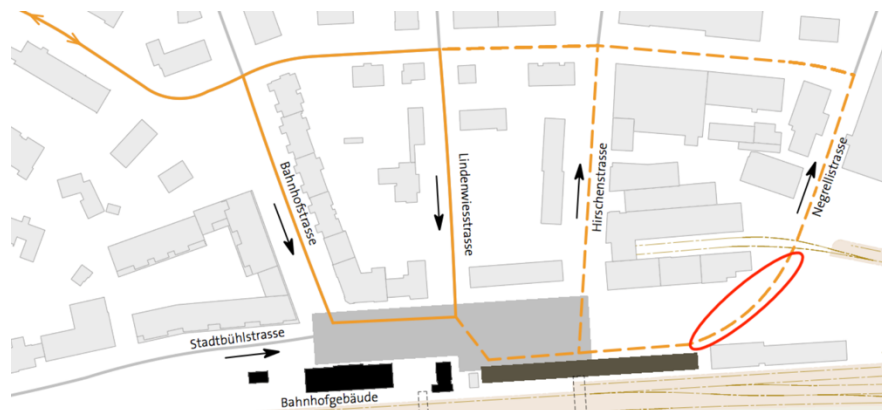 Bahnhofstrasse
Lindenwiesstrasse
Hirschenstrasse
Negrellistrasse
Stadtbühlstrasse
Bahnhofgebäude